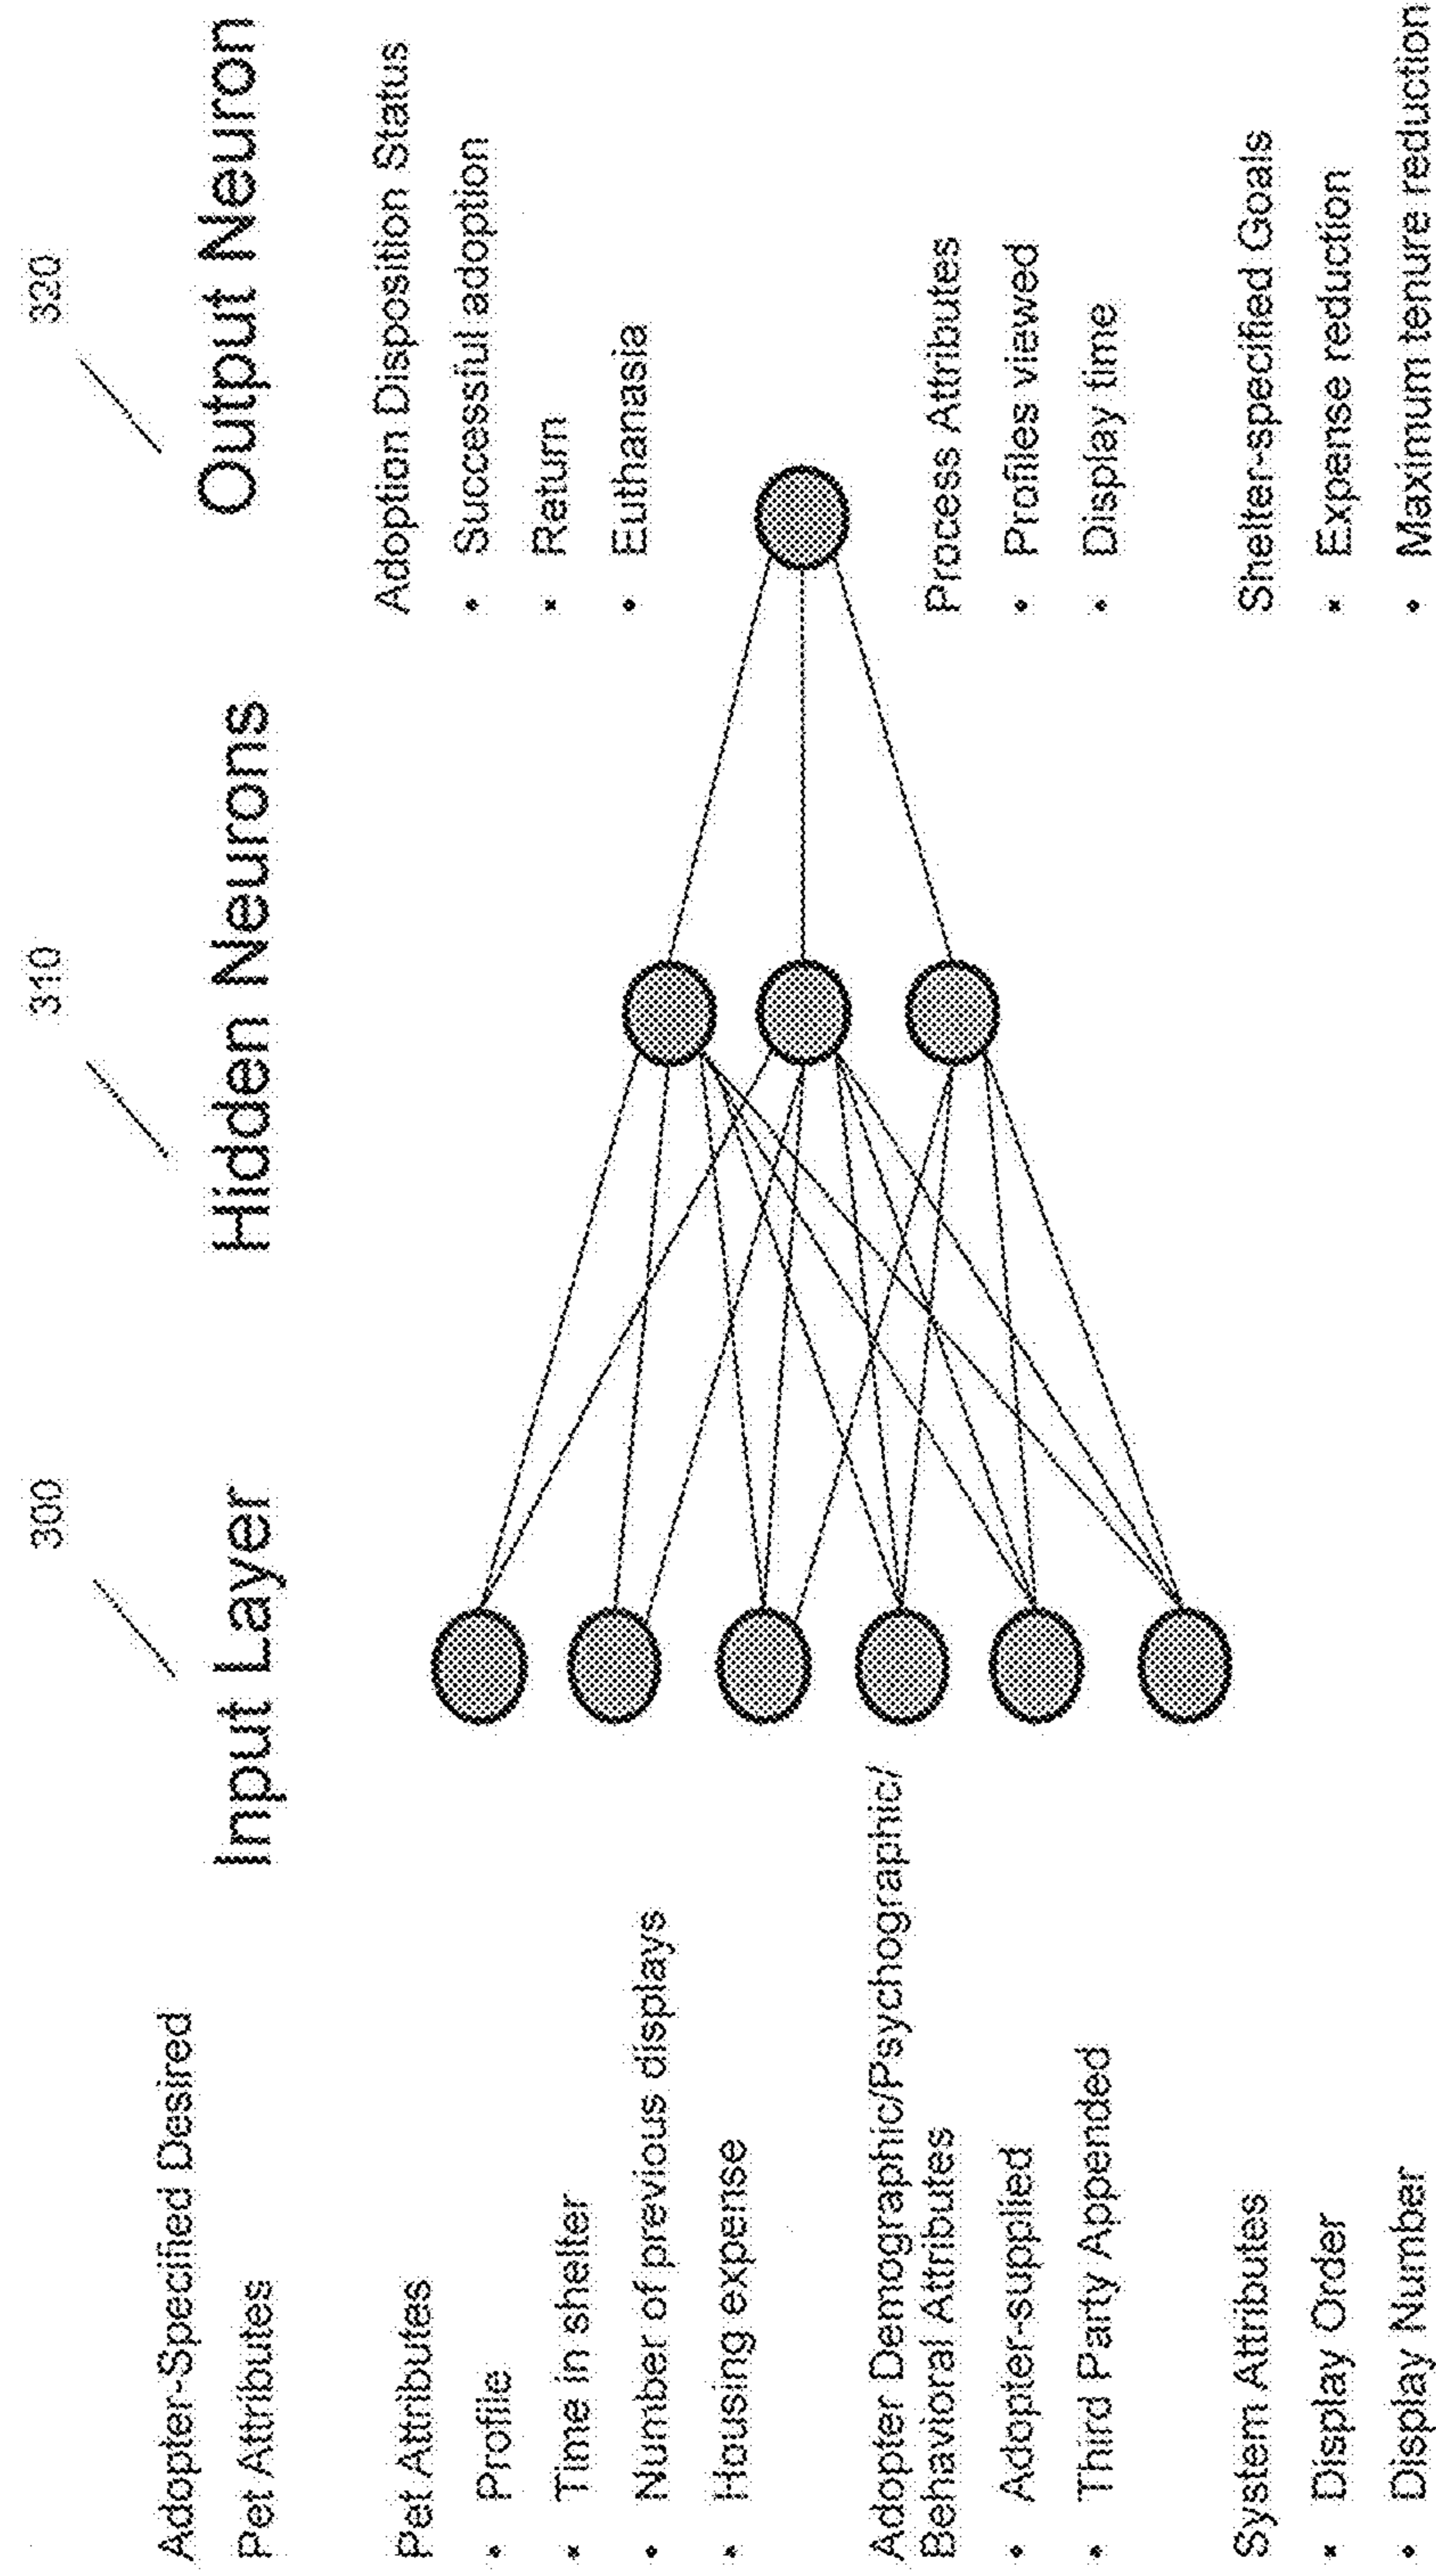 300
310
320
Input Layer
Hidden Neurons
Output Neuron
Adopter-Specified Desired
Pet Attributes
Pet Attributes
• Profile
• Time in shelter
• Number of previous displays
• Housing expense
Adopter Demographic/Psychographic/
Behavioral Attributes
• Adopter-supplied
• Third Party Appended
System Attributes
• Display Order
• Display Number
Adoption Disposition Status
• Successful adoption
• Return
• Euthanasia
Process Attributes
• Profiles viewed
• Display time
Shelter-specified Goals
• Expense reduction
• Maximum tenure reduction